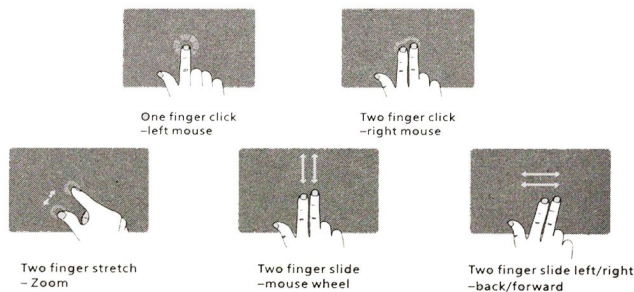 One finger click
–left mouse
Two finger click
–right mouse
Two finger stretch
– Zoom
Two finger slide
–mouse wheel
Two finger slide left/right
–back/forward